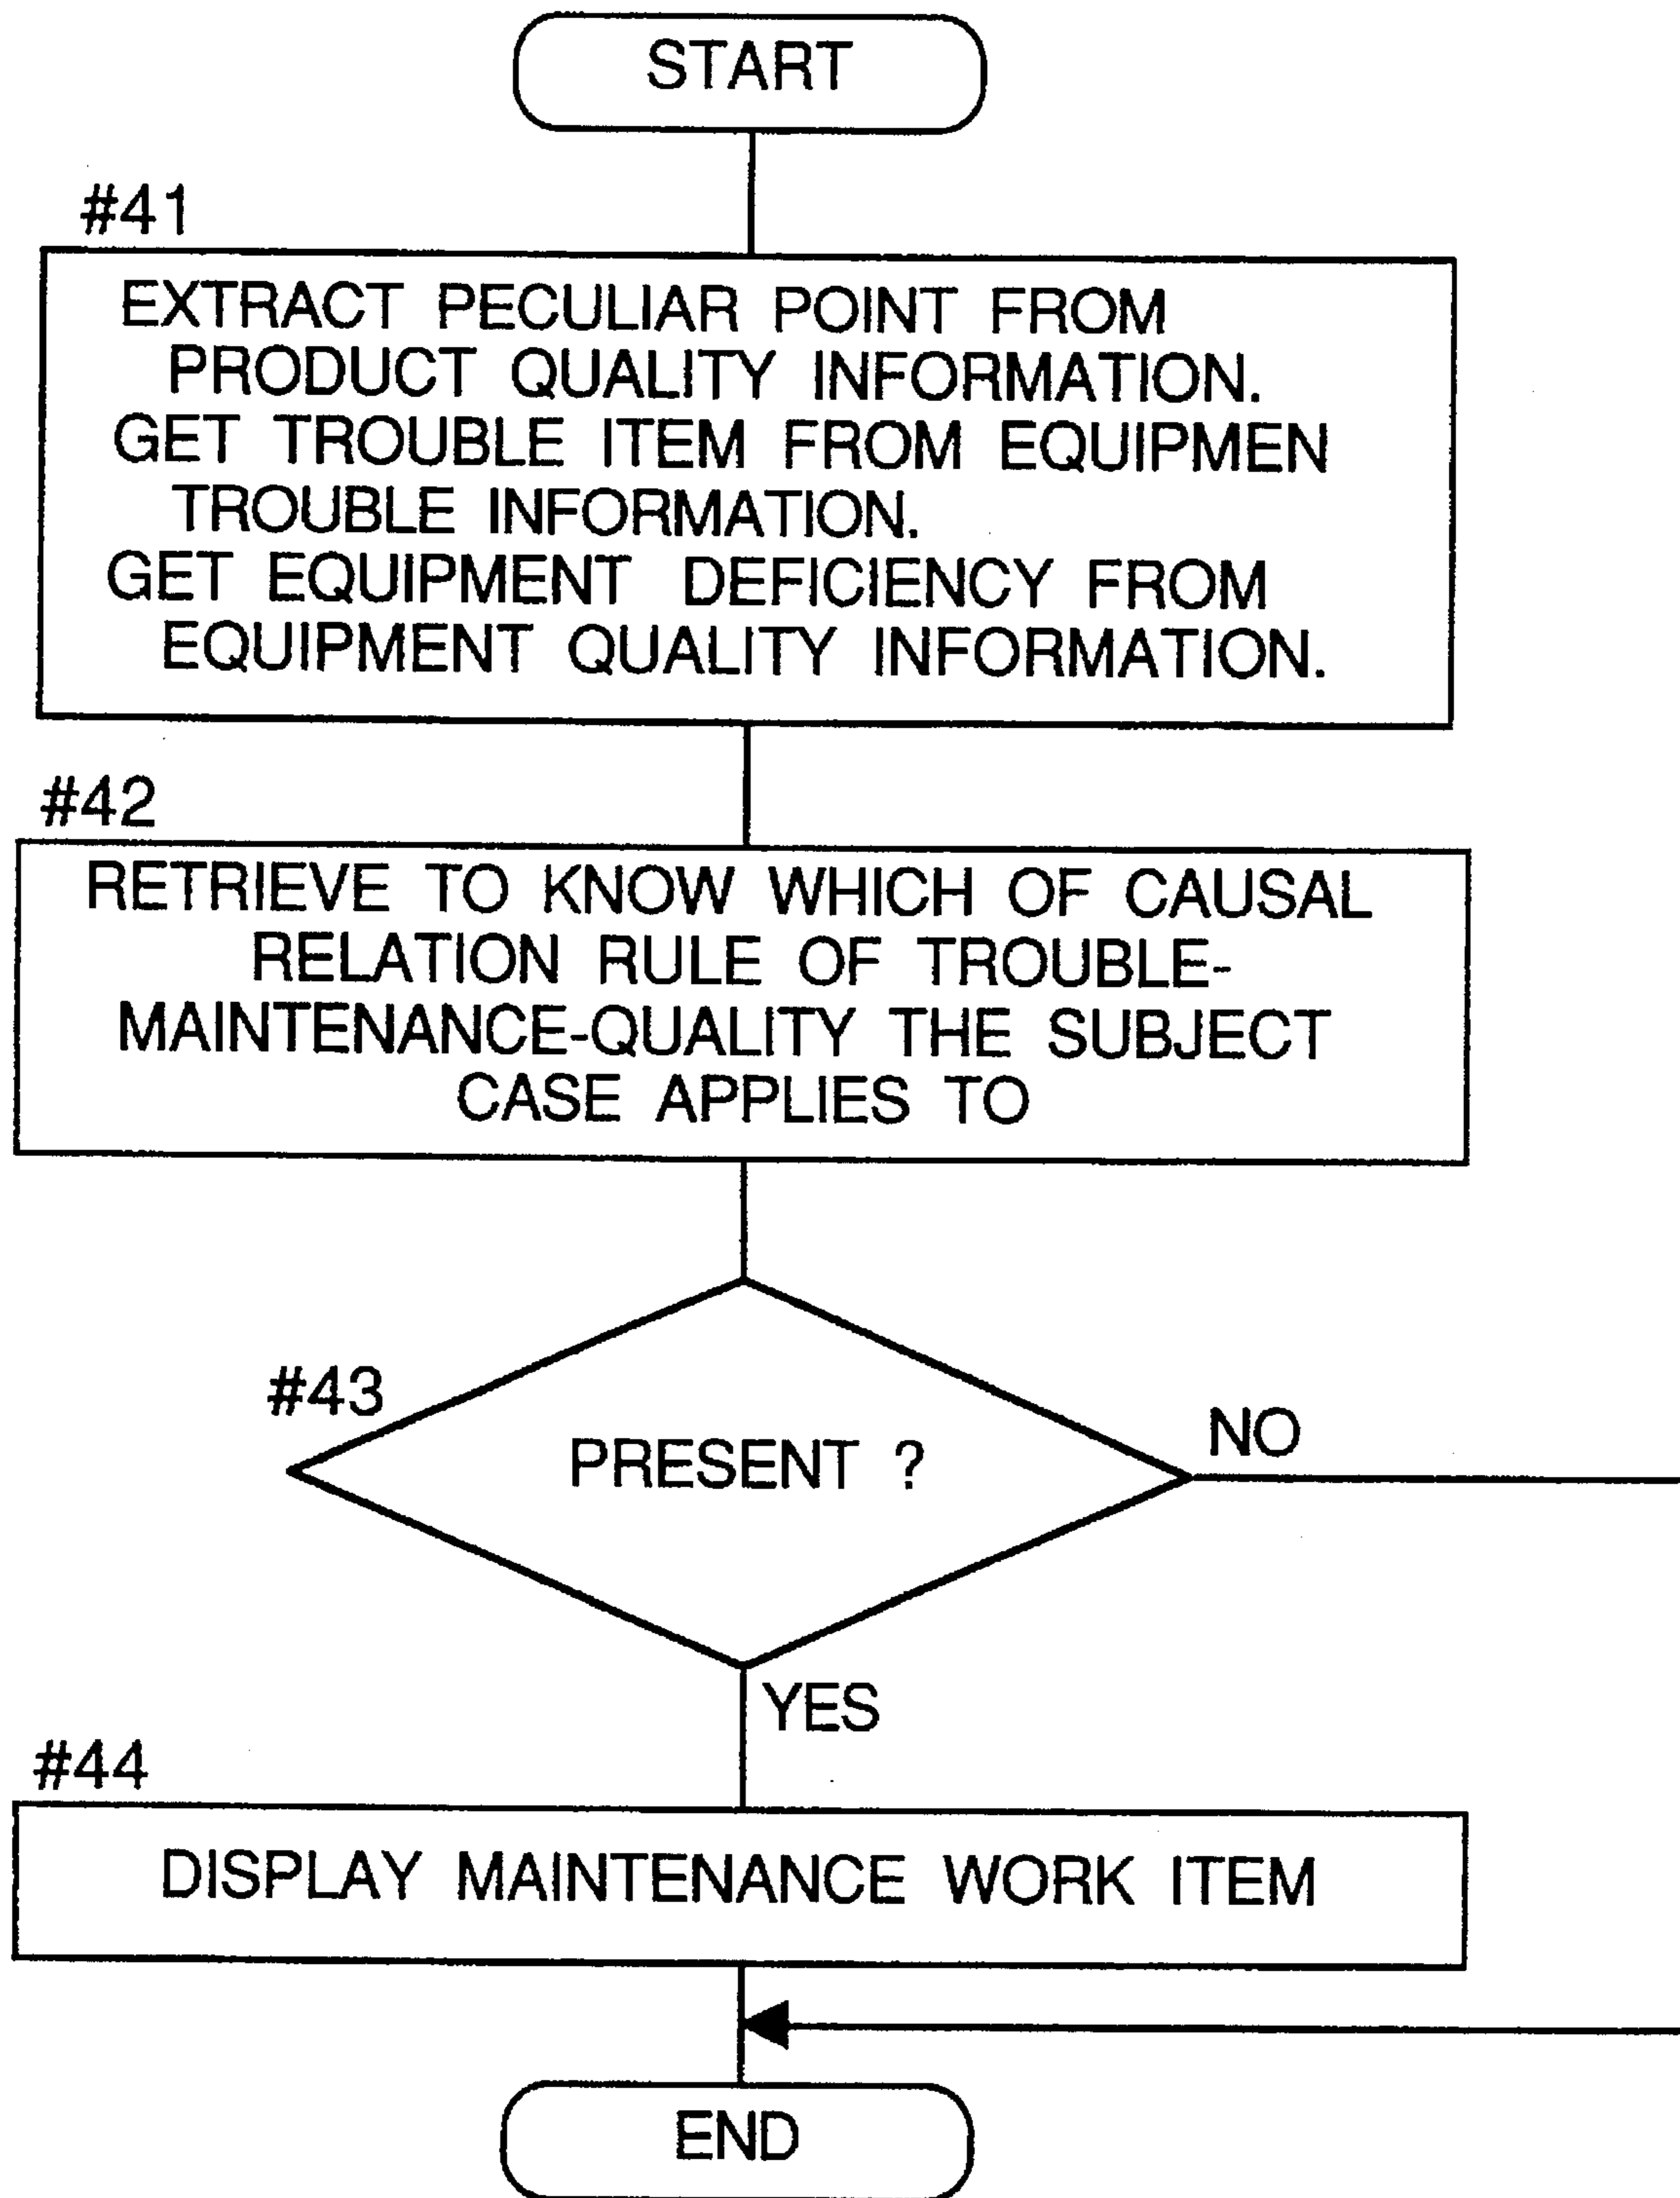 START
#41
EXTRACT PECULIAR POINT FROM
PRODUCT QUALITY INFORMATION.
GET TROUBLE ITEM FROM EQUIPMEN
TROUBLE INFORMATION.
GET EQUIPMENT DEFICIENCY FROM
EQUIPMENT QUALITY INFORMATION.
#42
RETRIEVE TO KNOW WHICH OF CAUSAL
RELATION RULE OF TROUBLE-
MAINTENANCE-QUALITY THE SUBJECT
CASE APPLIES TO
#43
PRESENT ?
NO
YES
#44
DISPLAY MAINTENANCE WORK ITEM
END